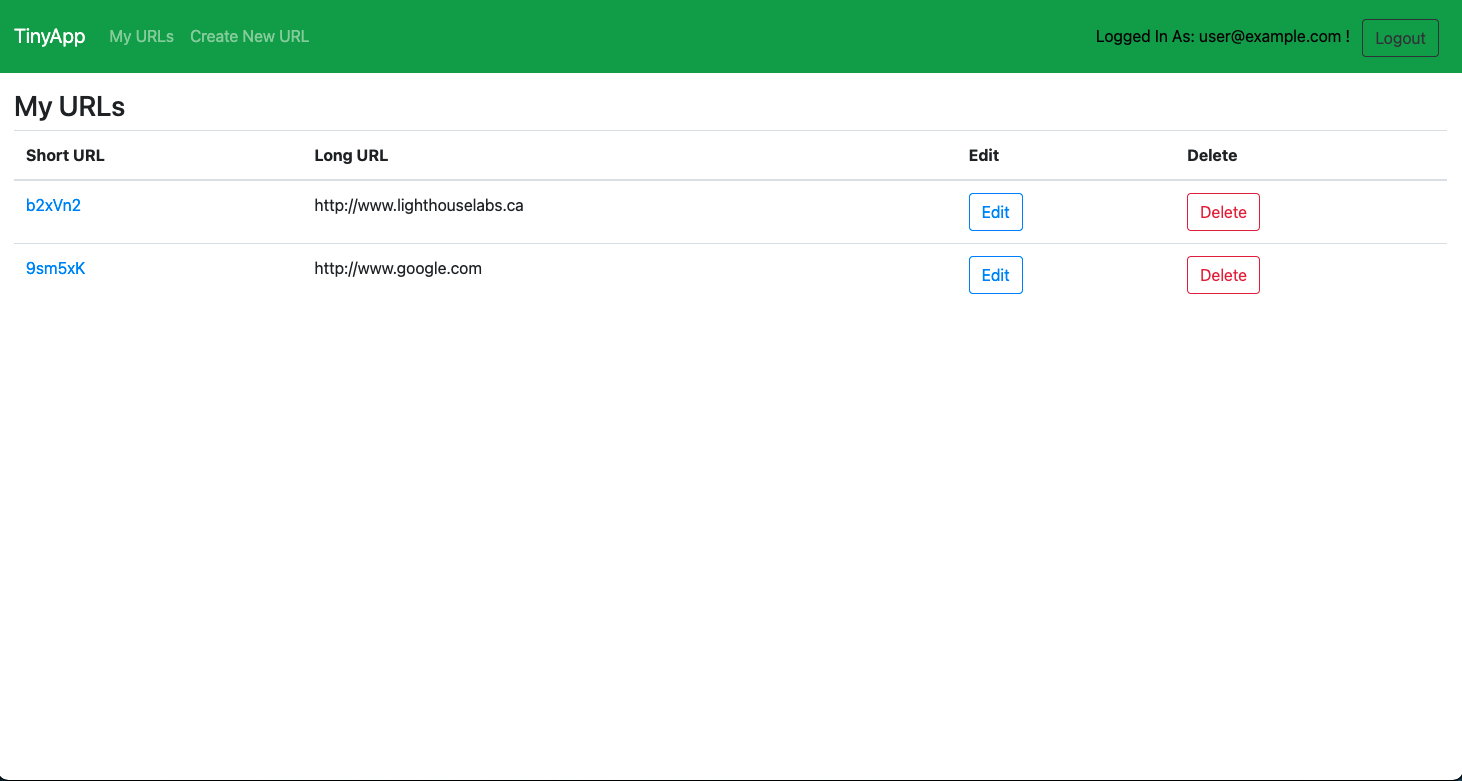 TinyApp My URLs Create New URL Logged In As: user@example.com ! Logout
My URLs
Short URL Long URL Edit Delete
b2xVn2 http://www.lighthouselabs.ca Edit Delete
9sm5xK http://www.google.com Edit Delete